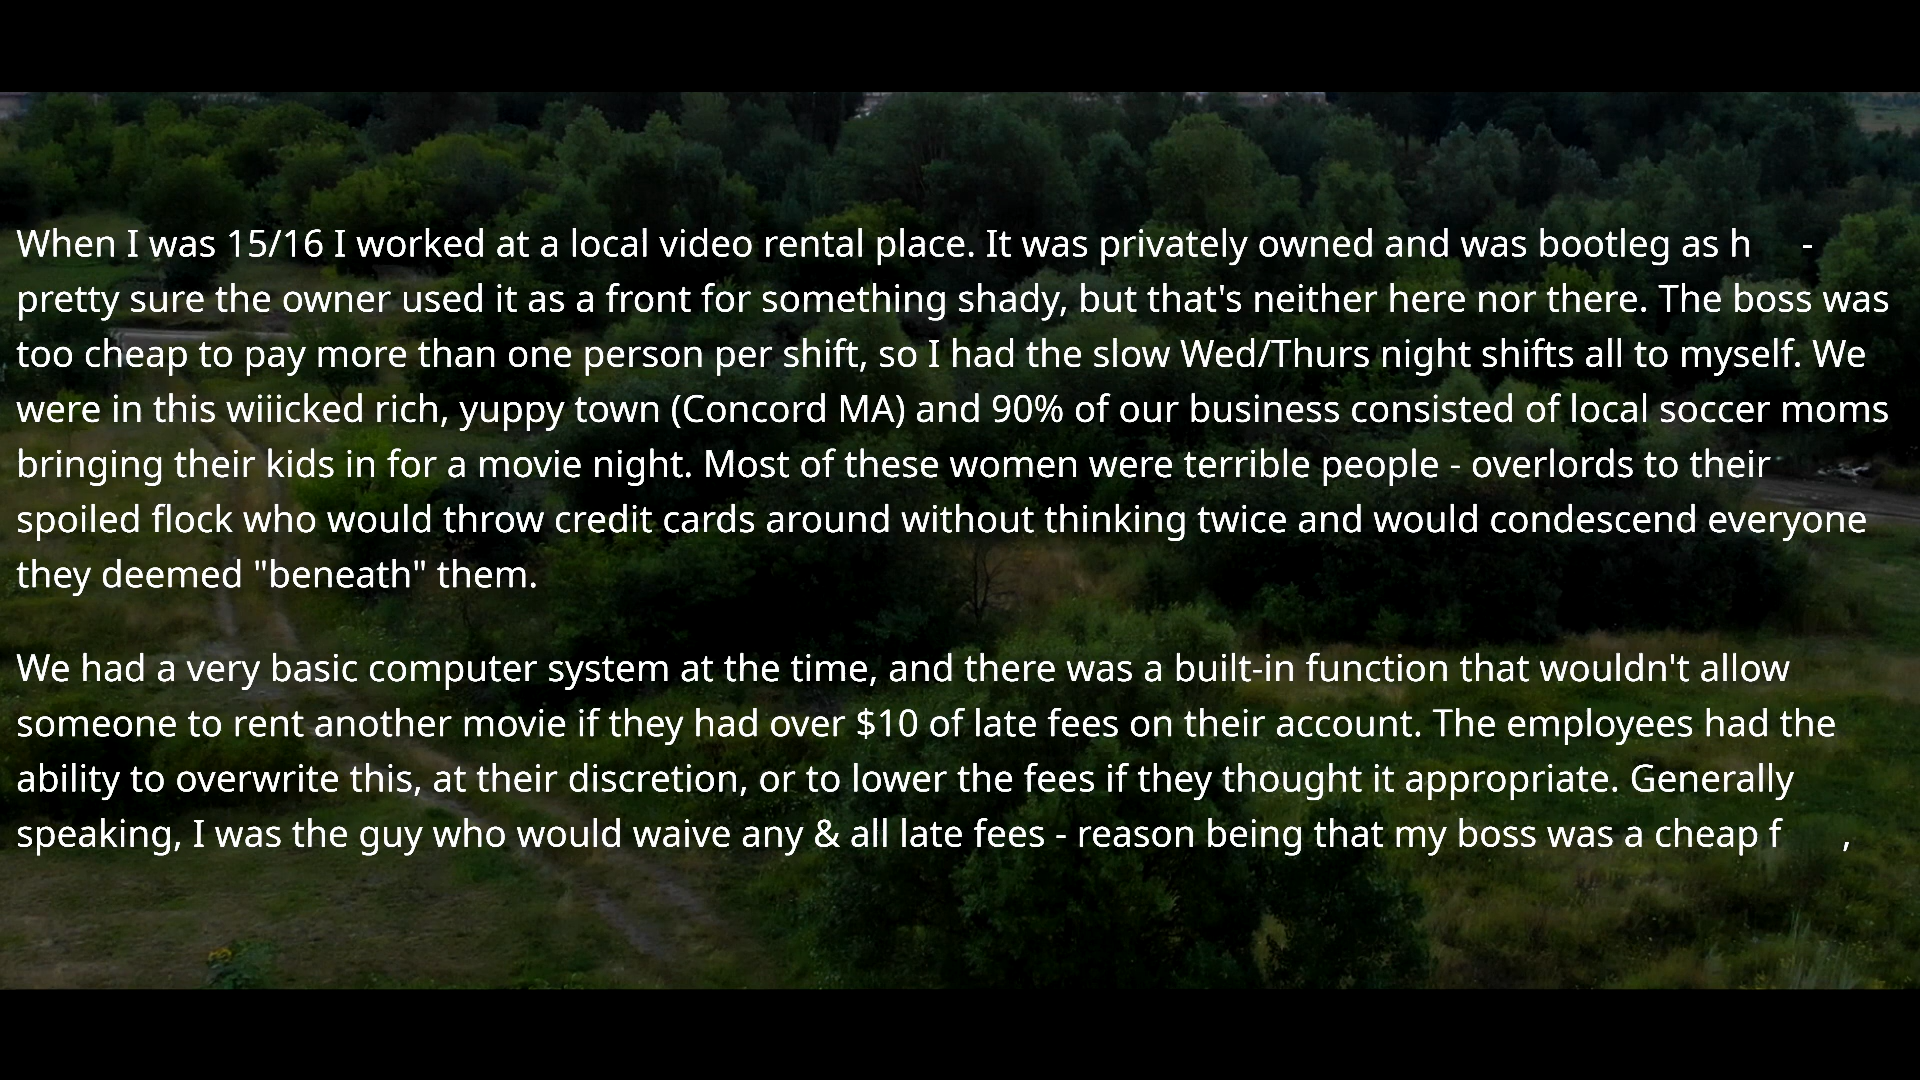 When I was 15/16 I worked at a local video rental place. It was privately owned and was bootleg as h -
pretty sure the owner used it as a front for something shady, but that's neither here nor there. The boss was
too cheap to pay more than one person per shift, so I had the slow Wed/Thurs night shifts all to myself. We
were in this wiiicked rich, yuppy town (Concord MA) and 90% of our business consisted of local soccer moms
bringing their kids in for a movie night. Most of these women were terrible people - overlords to their
spoiled flock who would throw credit cards around without thinking twice and would condescend everyone
they deemed "beneath" them.
We had a very basic computer system at the time, and there was a built-in function that wouldn't allow
someone to rent another movie if they had over $10 of late fees on their account. The employees had the
ability to overwrite this, at their discretion, or to lower the fees if they thought it appropriate. Generally
speaking, I was the guy who would waive any & all late fees - reason being that my boss was a cheap f ,